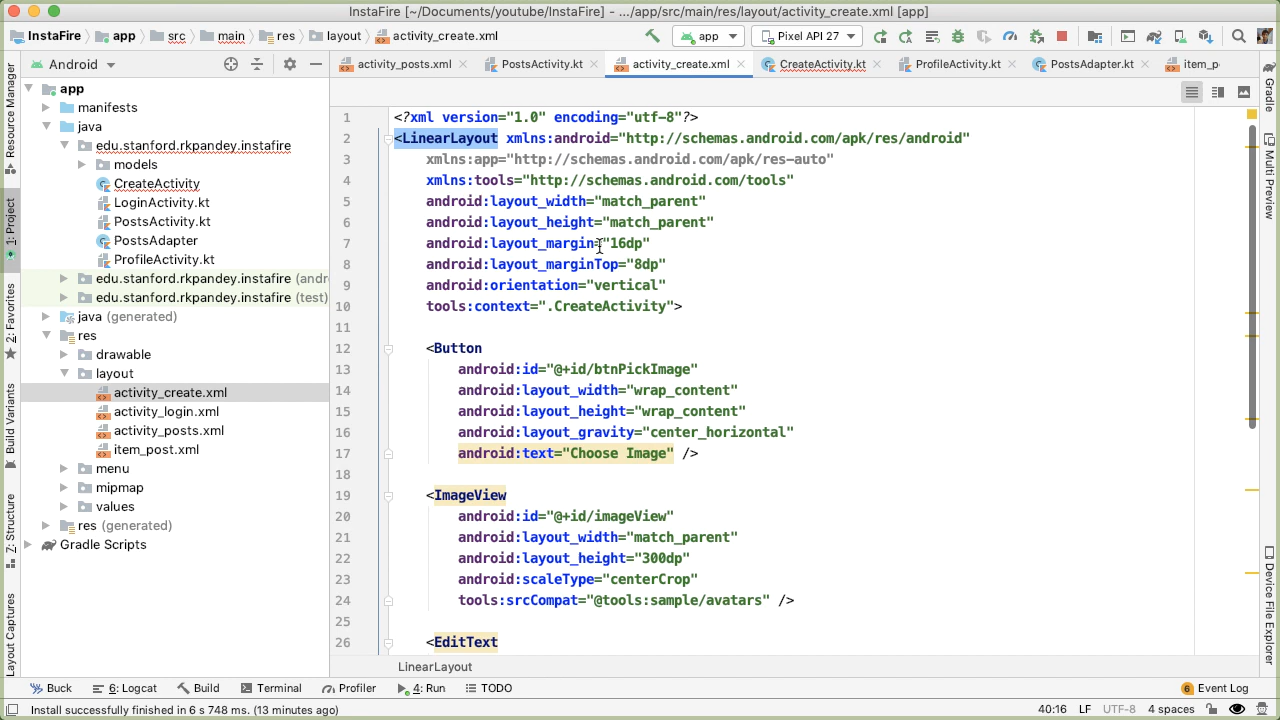 InstaFire [~/Documents/youtube/InstaFire] - .../app/src/main/res/layout/activity_create.xml [app]
InstaFire app src main res layout activity_create.xml app Pixel API 27
Android activity_posts.xml PostsActivity.kt activity_create.xml CreateActivity.kt ProfileActivity.kt PostsAdapter.kt item_p
Resource Manager
1: Project
2: Favorites
Build Variants
Z: Structure
Layout Captures
app
manifests
java
edu.stanford.rkpandey.instafire
models
CreateActivity
LoginActivity.kt
PostsActivity.kt
PostsAdapter
ProfileActivity.kt
edu.stanford.rkpandey.instafire (andr
edu.stanford.rkpandey.instafire (test)
java (generated)
res
drawable
layout
activity_create.xml
activity_login.xml
activity_posts.xml
item_post.xml
menu
mipmap
values
res (generated)
Gradle Scripts
1 <?xml version="1.0" encoding="utf-8"?>
2 <LinearLayout xmlns:android="http://schemas.android.com/apk/res/android"
3 xmlns:app="http://schemas.android.com/apk/res-auto"
4 xmlns:tools="http://schemas.android.com/tools"
5 android:layout_width="match_parent"
6 android:layout_height="match_parent"
7 android:layout_margin="16dp"
8 android:layout_marginTop="8dp"
9 android:orientation="vertical"
10 tools:context=".CreateActivity">
11
12 <Button
13 android:id="@+id/btnPickImage"
14 android:layout_width="wrap_content"
15 android:layout_height="wrap_content"
16 android:layout_gravity="center_horizontal"
17 android:text="Choose Image" />
18
19 <ImageView
20 android:id="@+id/imageView"
21 android:layout_width="match_parent"
22 android:layout_height="300dp"
23 android:scaleType="centerCrop"
24 tools:srcCompat="@tools:sample/avatars" />
25
26 <EditText
LinearLayout
Gradle
Multi Preview
Device File Explorer
Buck 6: Logcat Build Terminal Profiler 4: Run TODO 6 Event Log
Install successfully finished in 6 s 748 ms. (13 minutes ago) 40:16 LF UTF-8 4 spaces